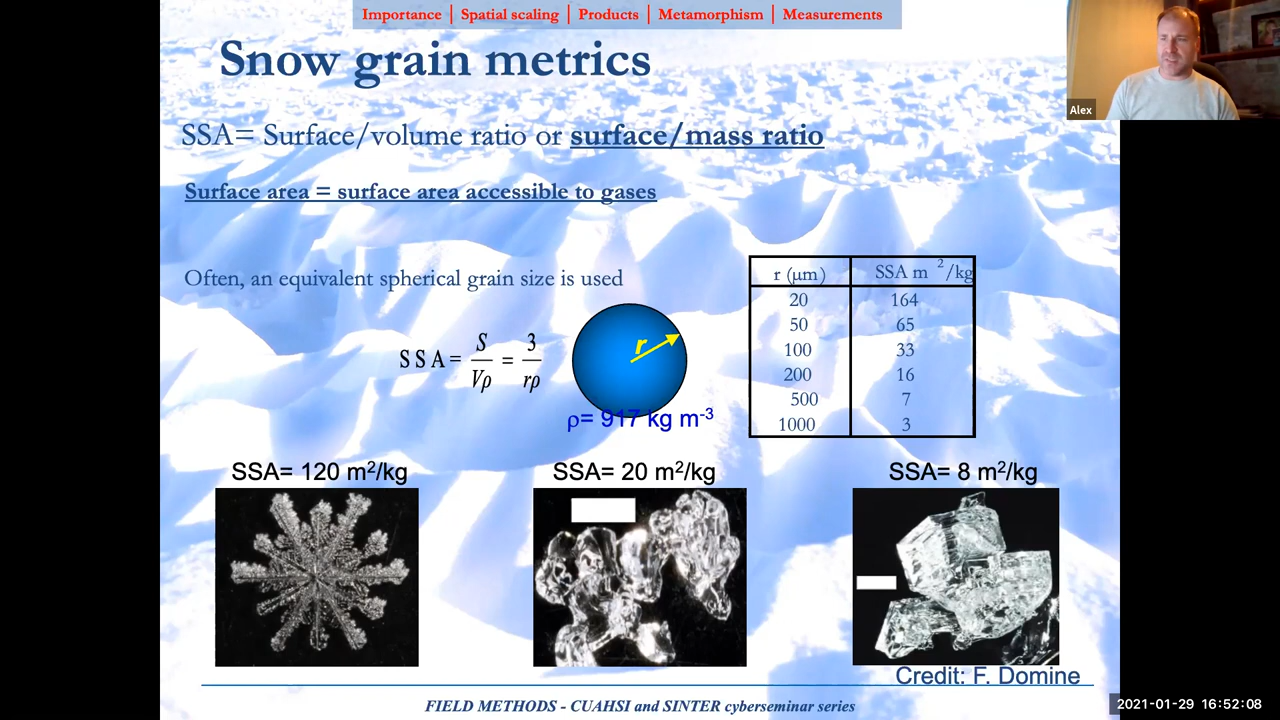 Importance | Spatial scaling | Products | Metamorphism | Measurements
Snow grain metrics
Alex
SSA= Surface/volume ratio or surface/mass ratio
Surface area = surface area accessible to gases
Often, an equivalent spherical grain size is used
SSA = S/Vρ = 3/rρ
r
ρ= 917 kg m-3
r (μm) SSA m 2/kg
20 164
50 65
100 33
200 16
500 7
1000 3
SSA= 120 m2/kg
SSA= 20 m2/kg
SSA= 8 m2/kg
Credit: F. Domine
FIELD METHODS - CUAHSI and SINTER cyberseminar series
2021-01-29 16:52:08